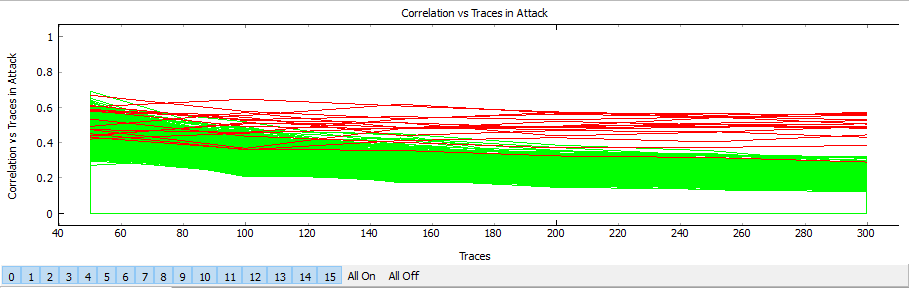 Correlation vs Traces in Attack
Correlation vs Traces in Attack
1
0.8
0.6
0.4
0.2
0
40 60 80 100 120 140 160 180 200 220 240 260 280 300
Traces
0 1 2 3 4 5 6 7 8 9 10 11 12 13 14 15 All On All Off